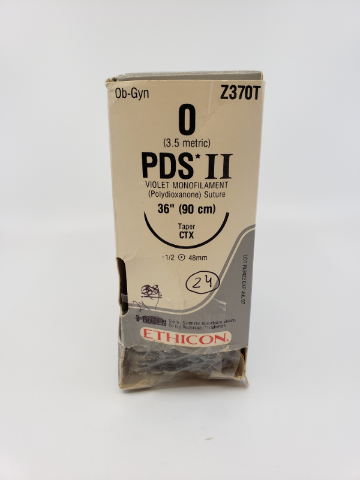 Ob-Gyn Z370T
0
(3.5 metric)
PDS* II
VIOLET MONOFILAMENT
(Polydioxanone) Suture
36" (90 cm)
Taper
CTX
1/2 48mm
24
ETHICON